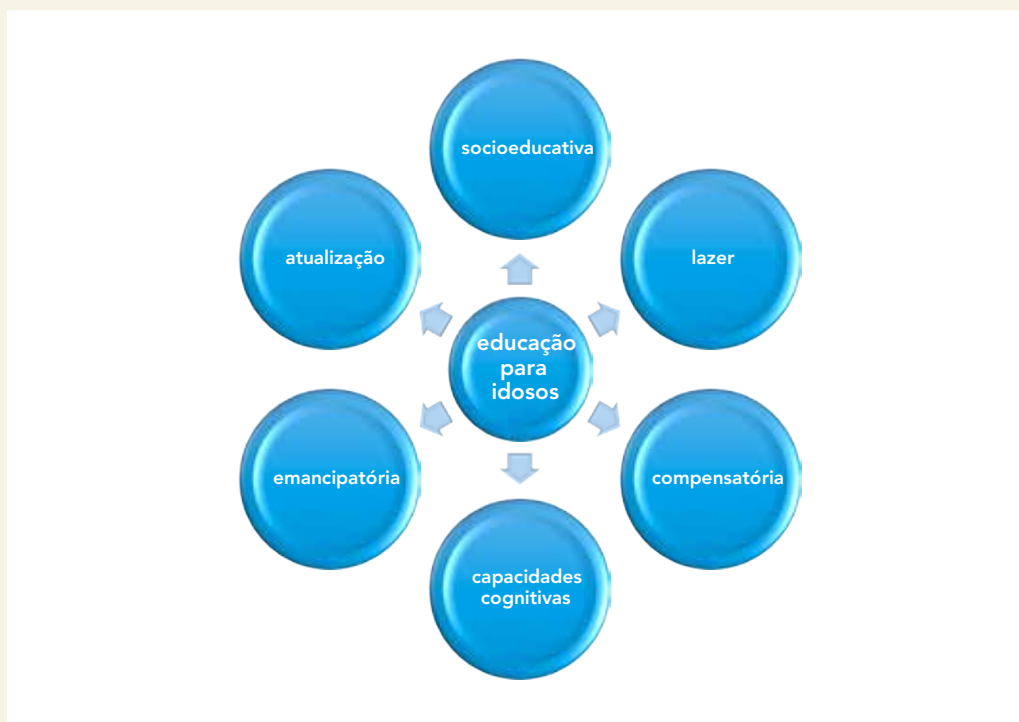 socioeducativa
atualização
lazer
educação
para
idosos
emancipatória
compensatória
capacidades
cognitivas